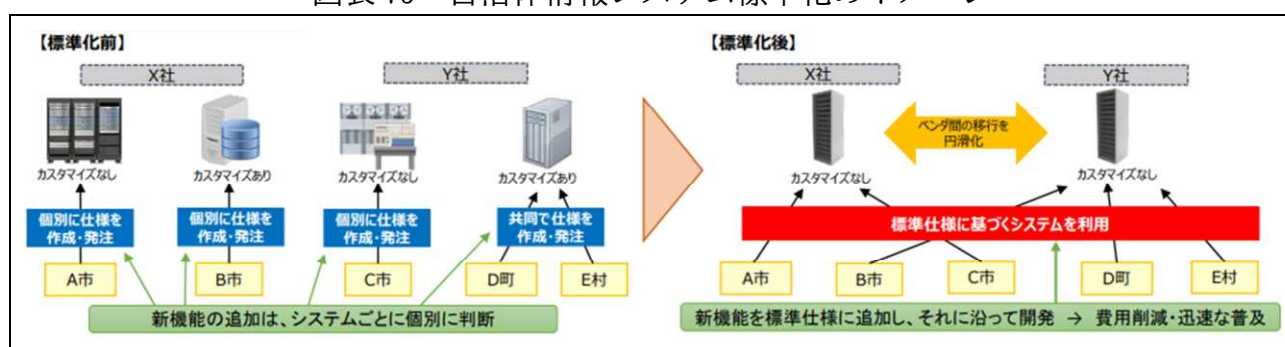 【標準化前】
X社
Y社
カスタマイズなし
カスタマイズあり
カスタマイズなし
カスタマイズあり
個別に仕様を
作成・発注
個別に仕様を
作成・発注
個別に仕様を
作成・発注
共同で仕様を
作成・発注
A市
B市
C市
D町
E村
新機能の追加は、システムごとに個別に判断
【標準化後】
X社
Y社
ベンダ間の移行を
円滑化
カスタマイズなし
カスタマイズなし
標準仕様に基づくシステムを利用
A市
B市
C市
D町
E村
新機能を標準仕様に追加し、それに沿って開発 → 費用削減・迅速な普及